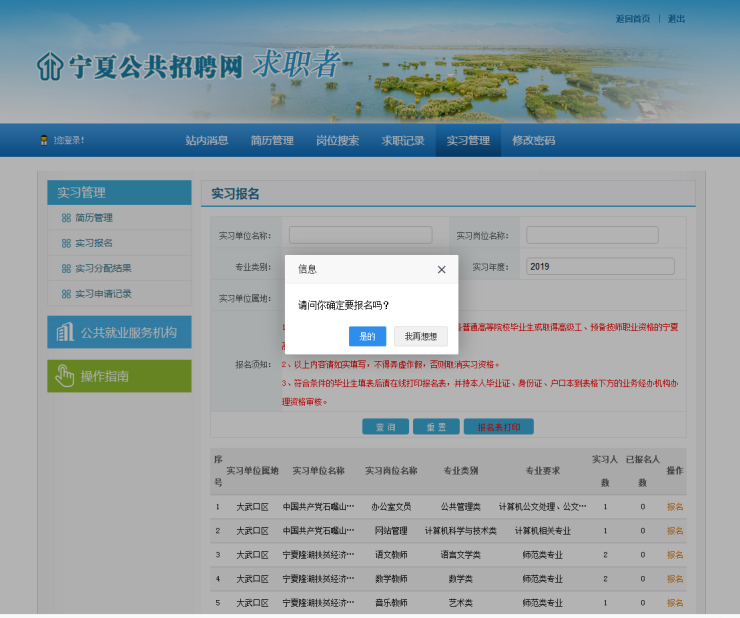 返回首页 | 退出
宁夏公共招聘网 求职者
!您登录!
站内消息 简历管理 岗位搜索 求职记录 实习管理 修改密码
实习管理
简历管理
实习报名
实习分配结果
实习申请记录
公共就业服务机构
操作指南
实习报名
实习单位名称: 实习岗位名称:
专业类别: 实习年度: 2019
实习单位属地:
信息
请问你确定要报名吗?
是的 我再想想
普通高等院校毕业生或取得高级工、预备技师职业资格的宁夏
报名须知:
2、以上内容请如实填写,不得弄虚作假,否则取消实习资格。
3、符合条件的毕业生填表后请在线打印报名表,并持本人毕业证、身份证、户口本到表格下方的业务经办机构办
理资格审核。
查 询 重 置 报名表打印
序号 实习单位属地 实习单位名称 实习岗位名称 专业类别 专业要求 实习人数 已报名人数 操作
1 大武口区 中国共产党石嘴山… 办公室文员 公共管理类 计算机公文处理、公文… 1 0 报名
2 大武口区 中国共产党石嘴山… 网站管理 计算机科学与技术类 计算机相关专业 1 0 报名
3 大武口区 宁夏隆湖扶贫经济… 语文教师 语言文学类 师范类专业 2 0 报名
4 大武口区 宁夏隆湖扶贫经济… 数学教师 数学类 师范类专业 2 0 报名
5 大武口区 宁夏隆湖扶贫经济… 音乐教师 艺术类 师范类专业 1 0 报名